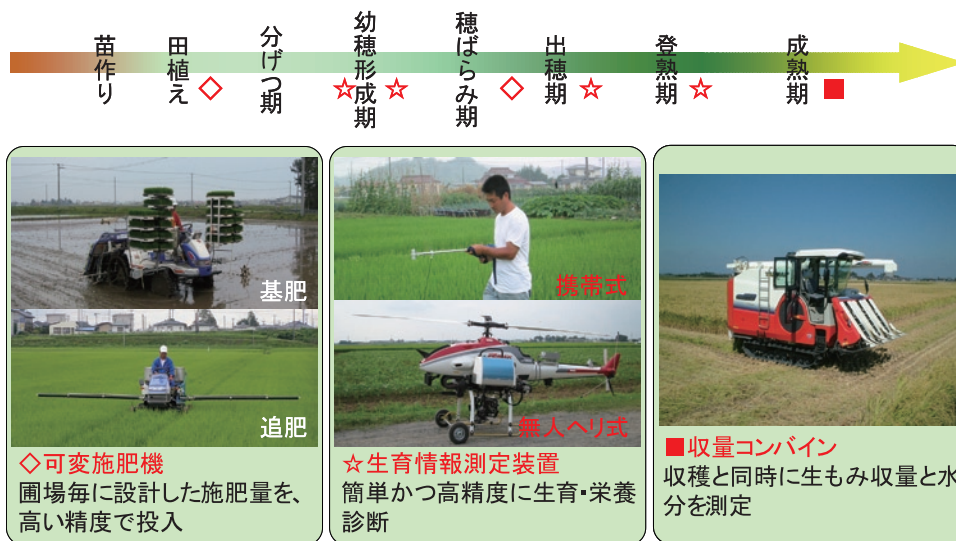 苗作り
田植え
◇
分げつ期
☆
幼穂形成期
☆
穂ばらみ期
◇
出穂期
☆
登熟期
☆
成熟期
■
基肥
追肥
◇可変施肥機
圃場毎に設計した施肥量を、
高い精度で投入
携帯式
無人ヘリ式
☆生育情報測定装置
簡単かつ高精度に生育・栄養
診断
■収量コンバイン
収穫と同時に生もみ収量と水
分を測定